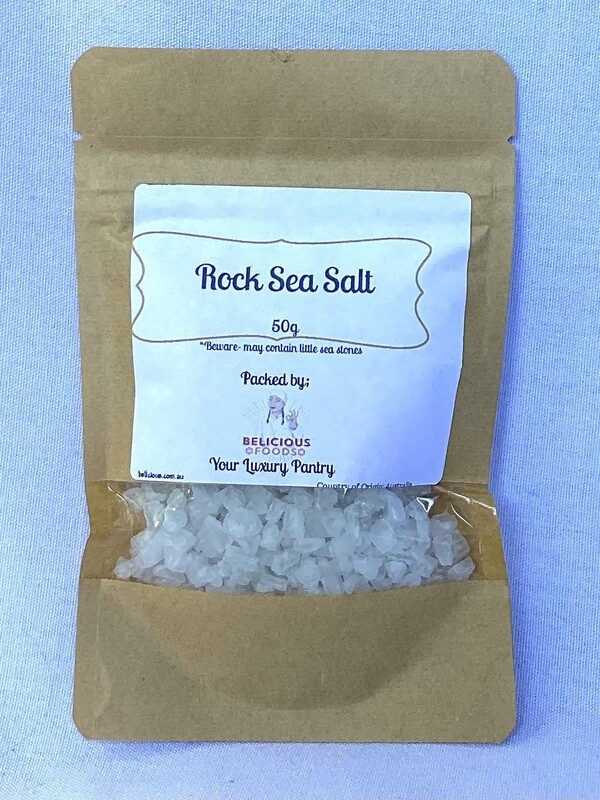 Rock Sea Salt
50g
*Beware- may contain little sea stones
Packed by;
BELICIOUS
FOODS
Your Luxury Pantry
belicious.com.au
Country of Origin: Australia